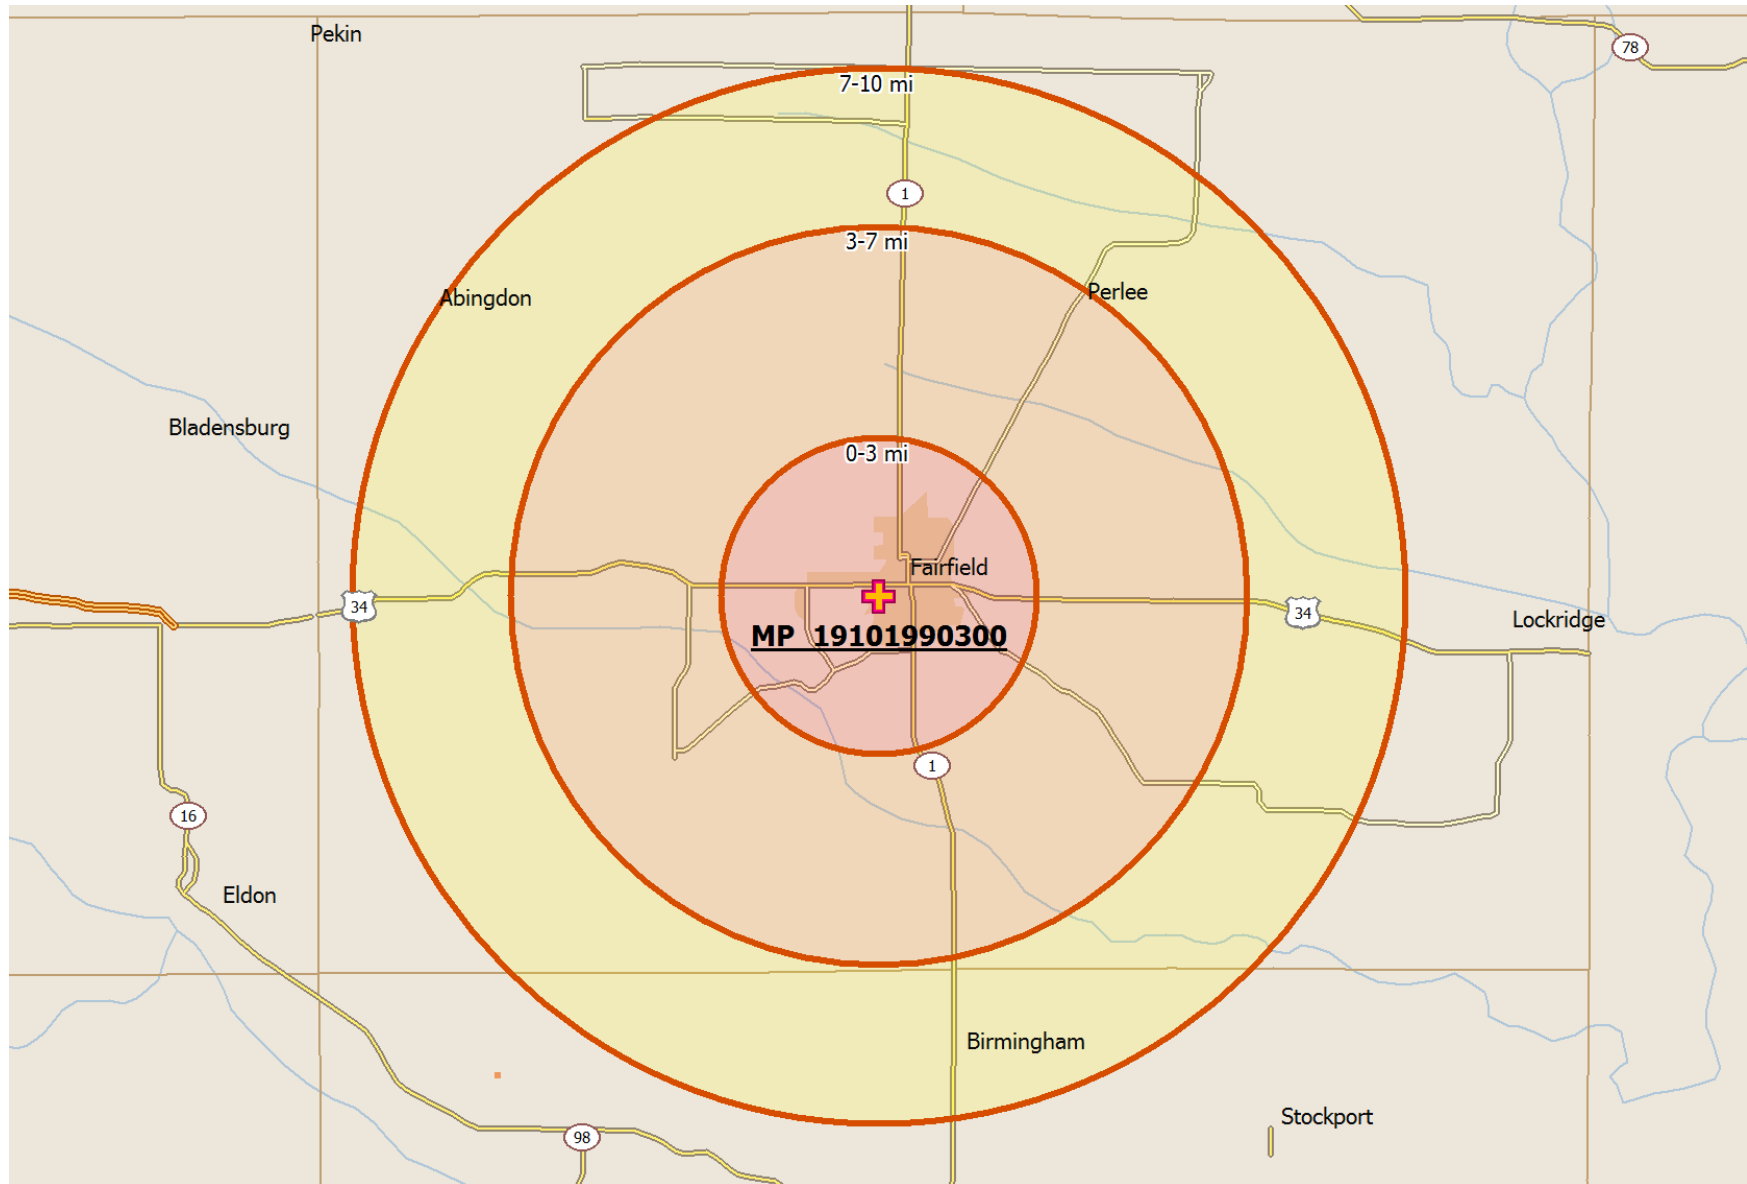 Pekin
78
7-10 mi
1
3-7 mi
Abingdon
Perlee
Bladensburg
0-3 mi
Fairfield
34
34
Lockridge
MP 19101990300
1
16
Eldon
Birmingham
Stockport
98